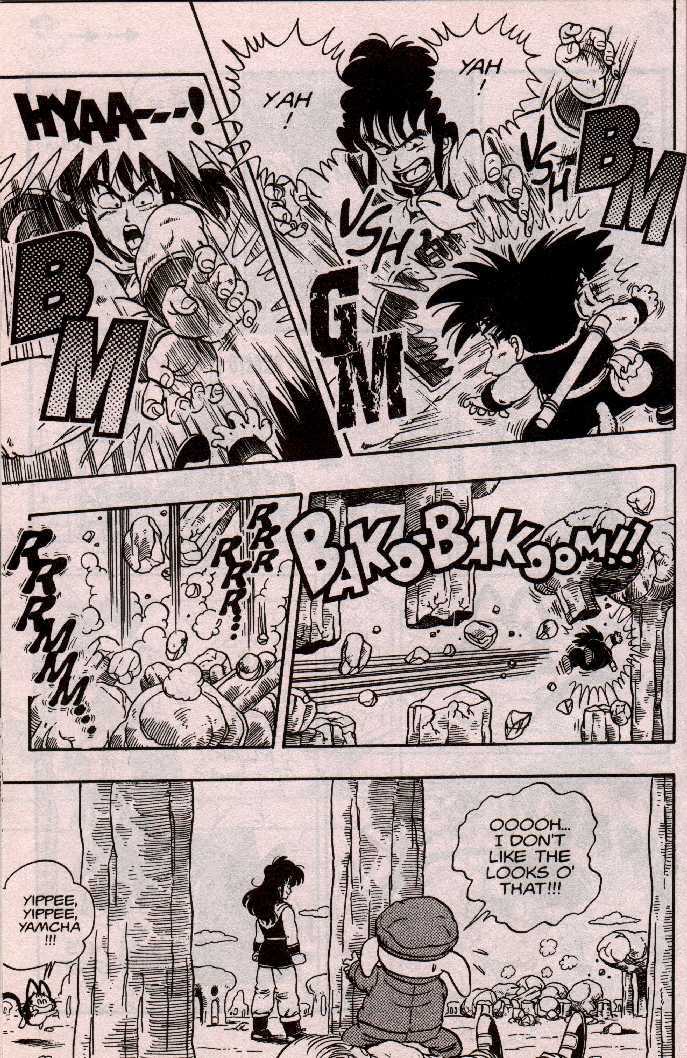 YAH
!
YAH
!
VSH
VSH
BM
GM
HYAA---!
BM
BAKO-BAKOOM!!
RRR
RRR...
RRRMMM...
OOOOH...
I DON'T
LIKE THE
LOOKS O'
THAT!!!
YIPPEE,
YIPPEE,
YAMCHA
!!!